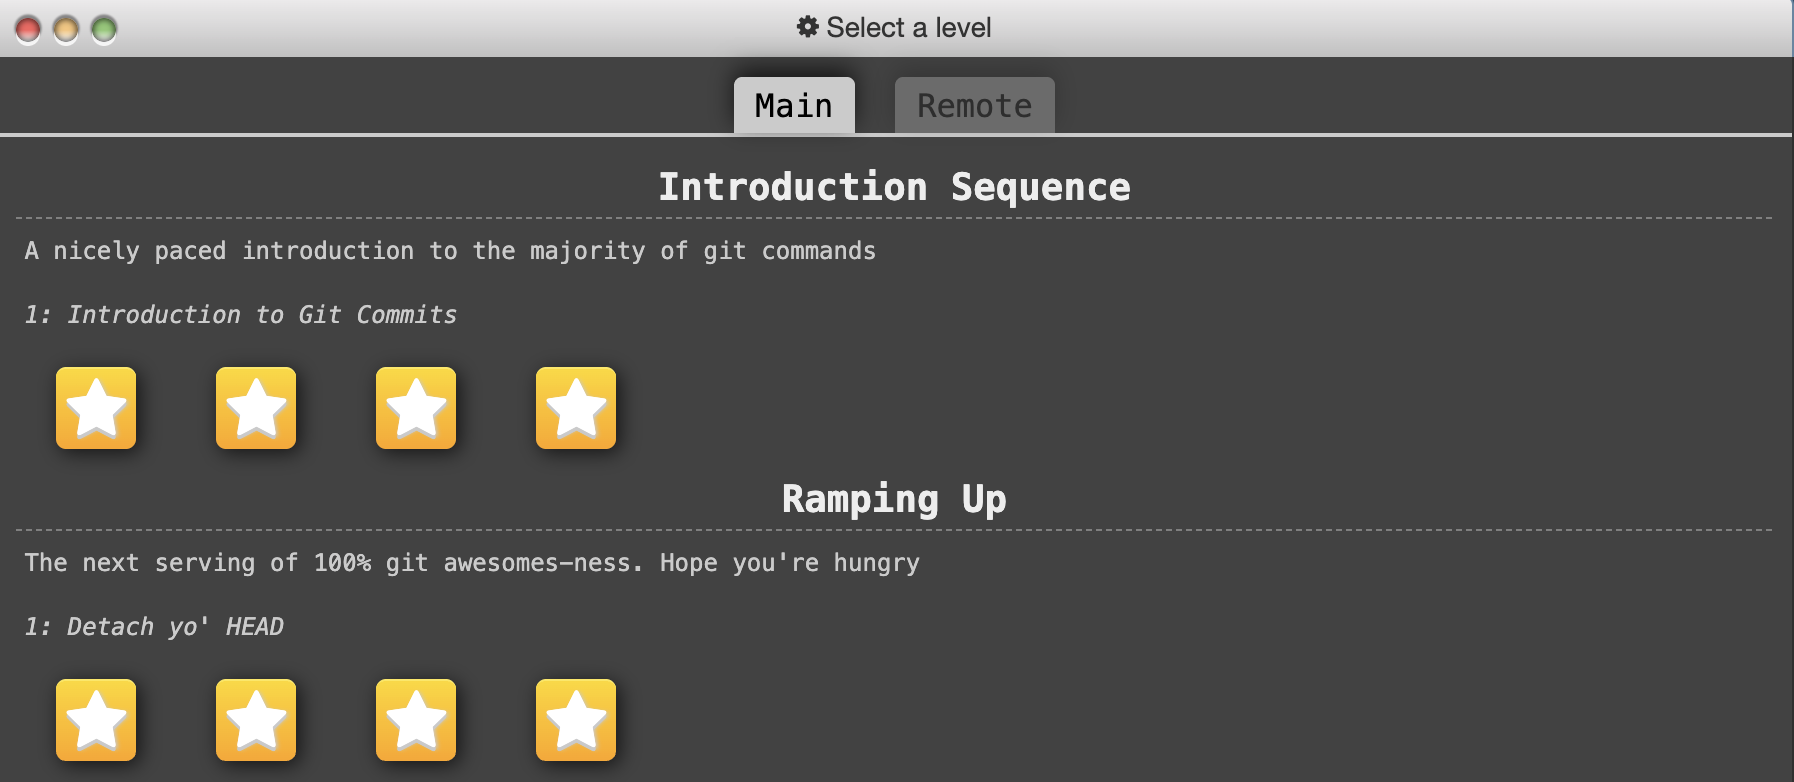 Select a level
Main Remote
Introduction Sequence
A nicely paced introduction to the majority of git commands
1: Introduction to Git Commits
Ramping Up
The next serving of 100% git awesomes-ness. Hope you're hungry
1: Detach yo' HEAD